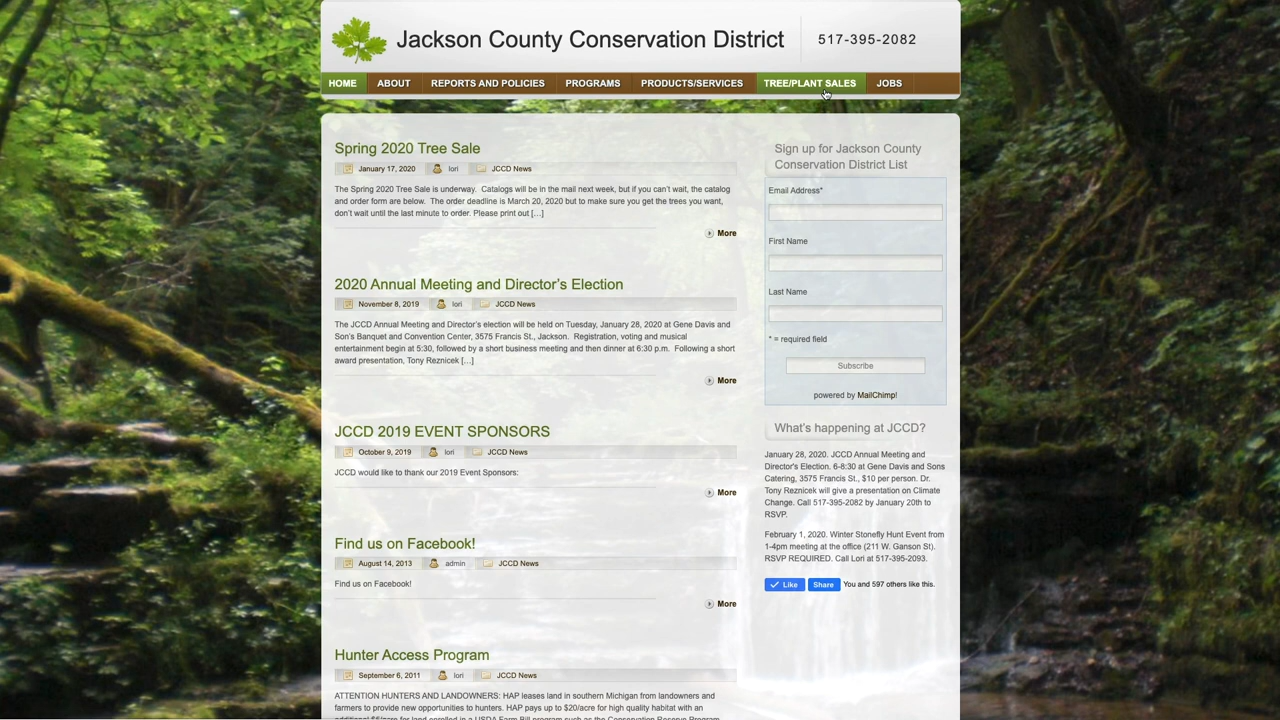 Jackson County Conservation District
517-395-2082
HOME
ABOUT
REPORTS AND POLICIES
PROGRAMS
PRODUCTS/SERVICES
TREE/PLANT SALES
JOBS
Spring 2020 Tree Sale
January 17, 2020
lori
JCCD News
The Spring 2020 Tree Sale is underway. Catalogs will be in the mail next week, but if you can't wait, the catalog
and order form are below. The order deadline is March 20, 2020 but to make sure you get the trees you want,
don't wait until the last minute to order. Please print out […]
More
2020 Annual Meeting and Director's Election
November 8, 2019
lori
JCCD News
The JCCD Annual Meeting and Director's election will be held on Tuesday, January 28, 2020 at Gene Davis and
Son's Banquet and Convention Center, 3575 Francis St., Jackson. Registration, voting and musical
entertainment begin at 5:30, followed by a short business meeting and then dinner at 6:30 p.m. Following a short
award presentation, Tony Reznicek […]
More
JCCD 2019 EVENT SPONSORS
October 9, 2019
lori
JCCD News
JCCD would like to thank our 2019 Event Sponsors:
More
Find us on Facebook!
August 14, 2013
admin
JCCD News
Find us on Facebook!
More
Hunter Access Program
September 6, 2011
lori
JCCD News
ATTENTION HUNTERS AND LANDOWNERS: HAP leases land in southern Michigan from landowners and
farmers to provide new opportunities to hunters. HAP pays up to $20/acre for high quality habitat with an
additional $5/acre for land enrolled in a USDA Farm Bill program such as the Conservation Reserve Program
Sign up for Jackson County
Conservation District List
Email Address*
First Name
Last Name
* = required field
Subscribe
powered by MailChimp!
What's happening at JCCD?
January 28, 2020. JCCD Annual Meeting and
Director's Election. 6-8:30 at Gene Davis and Sons
Catering, 3575 Francis St., $10 per person. Dr.
Tony Reznicek will give a presentation on Climate
Change. Call 517-395-2082 by January 20th to
RSVP.
February 1, 2020. Winter Stonefly Hunt Event from
1-4pm meeting at the office (211 W. Ganson St).
RSVP REQUIRED. Call Lori at 517-395-2093.
Like
Share
You and 597 others like this.